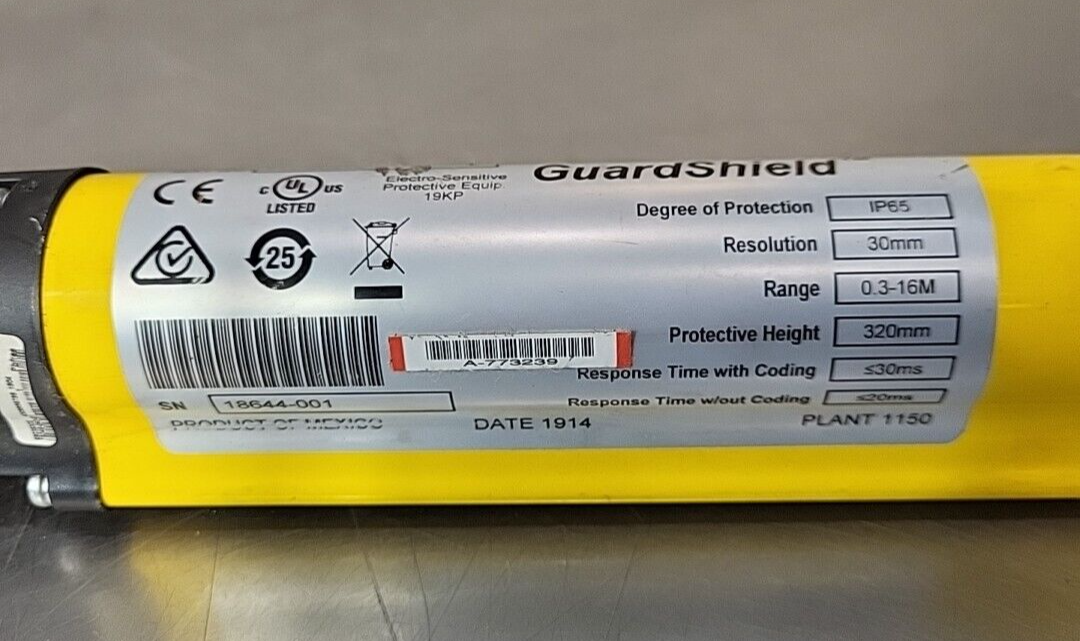 GuardShield
CE
C UL US
LISTED
Electro-Sensitive
Protective Equip.
19KP
25
Degree of Protection IP65
Resolution 30mm
Range 0.3-16M
Protective Height 320mm
Response Time with Coding ≤30ms
Response Time w/out Coding ≤20ms
A-773239
SN 18644-001
PRODUCT OF MEXICO
DATE 1914
PLANT 1150